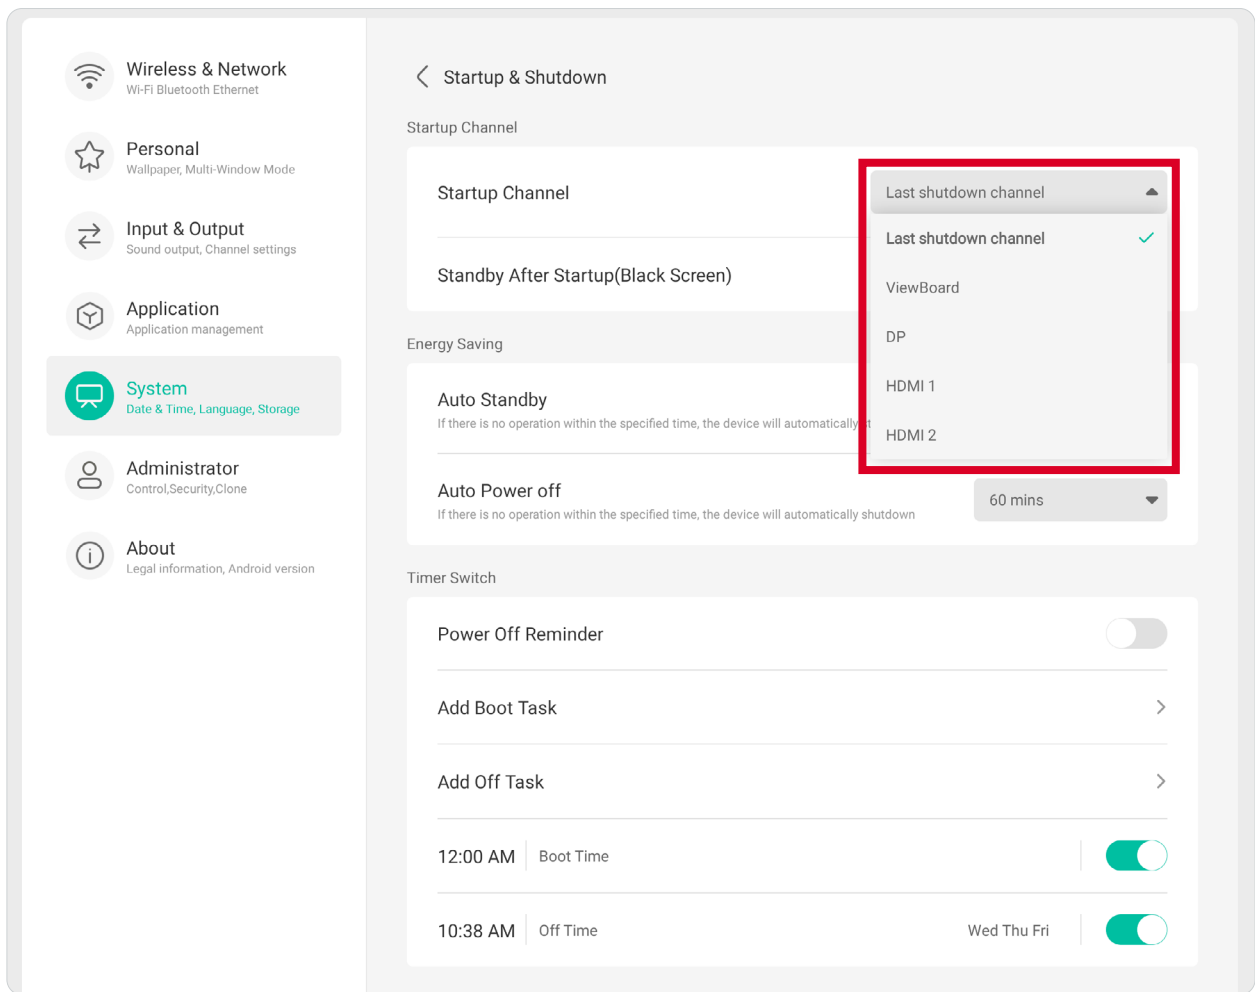 Wireless & Network
Wi-Fi Bluetooth Ethernet
Personal
Wallpaper, Multi-Window Mode
Input & Output
Sound output, Channel settings
Application
Application management
System
Date & Time, Language, Storage
Administrator
Control,Security,Clone
About
Legal information, Android version
Startup & Shutdown
Startup Channel
Startup Channel
Last shutdown channel
Last shutdown channel
ViewBoard
DP
HDMI 1
HDMI 2
Standby After Startup(Black Screen)
Energy Saving
Auto Standby
If there is no operation within the specified time, the device will automatically
Auto Power off
If there is no operation within the specified time, the device will automatically shutdown
60 mins
Timer Switch
Power Off Reminder
Add Boot Task
Add Off Task
12:00 AM Boot Time
10:38 AM Off Time Wed Thu Fri